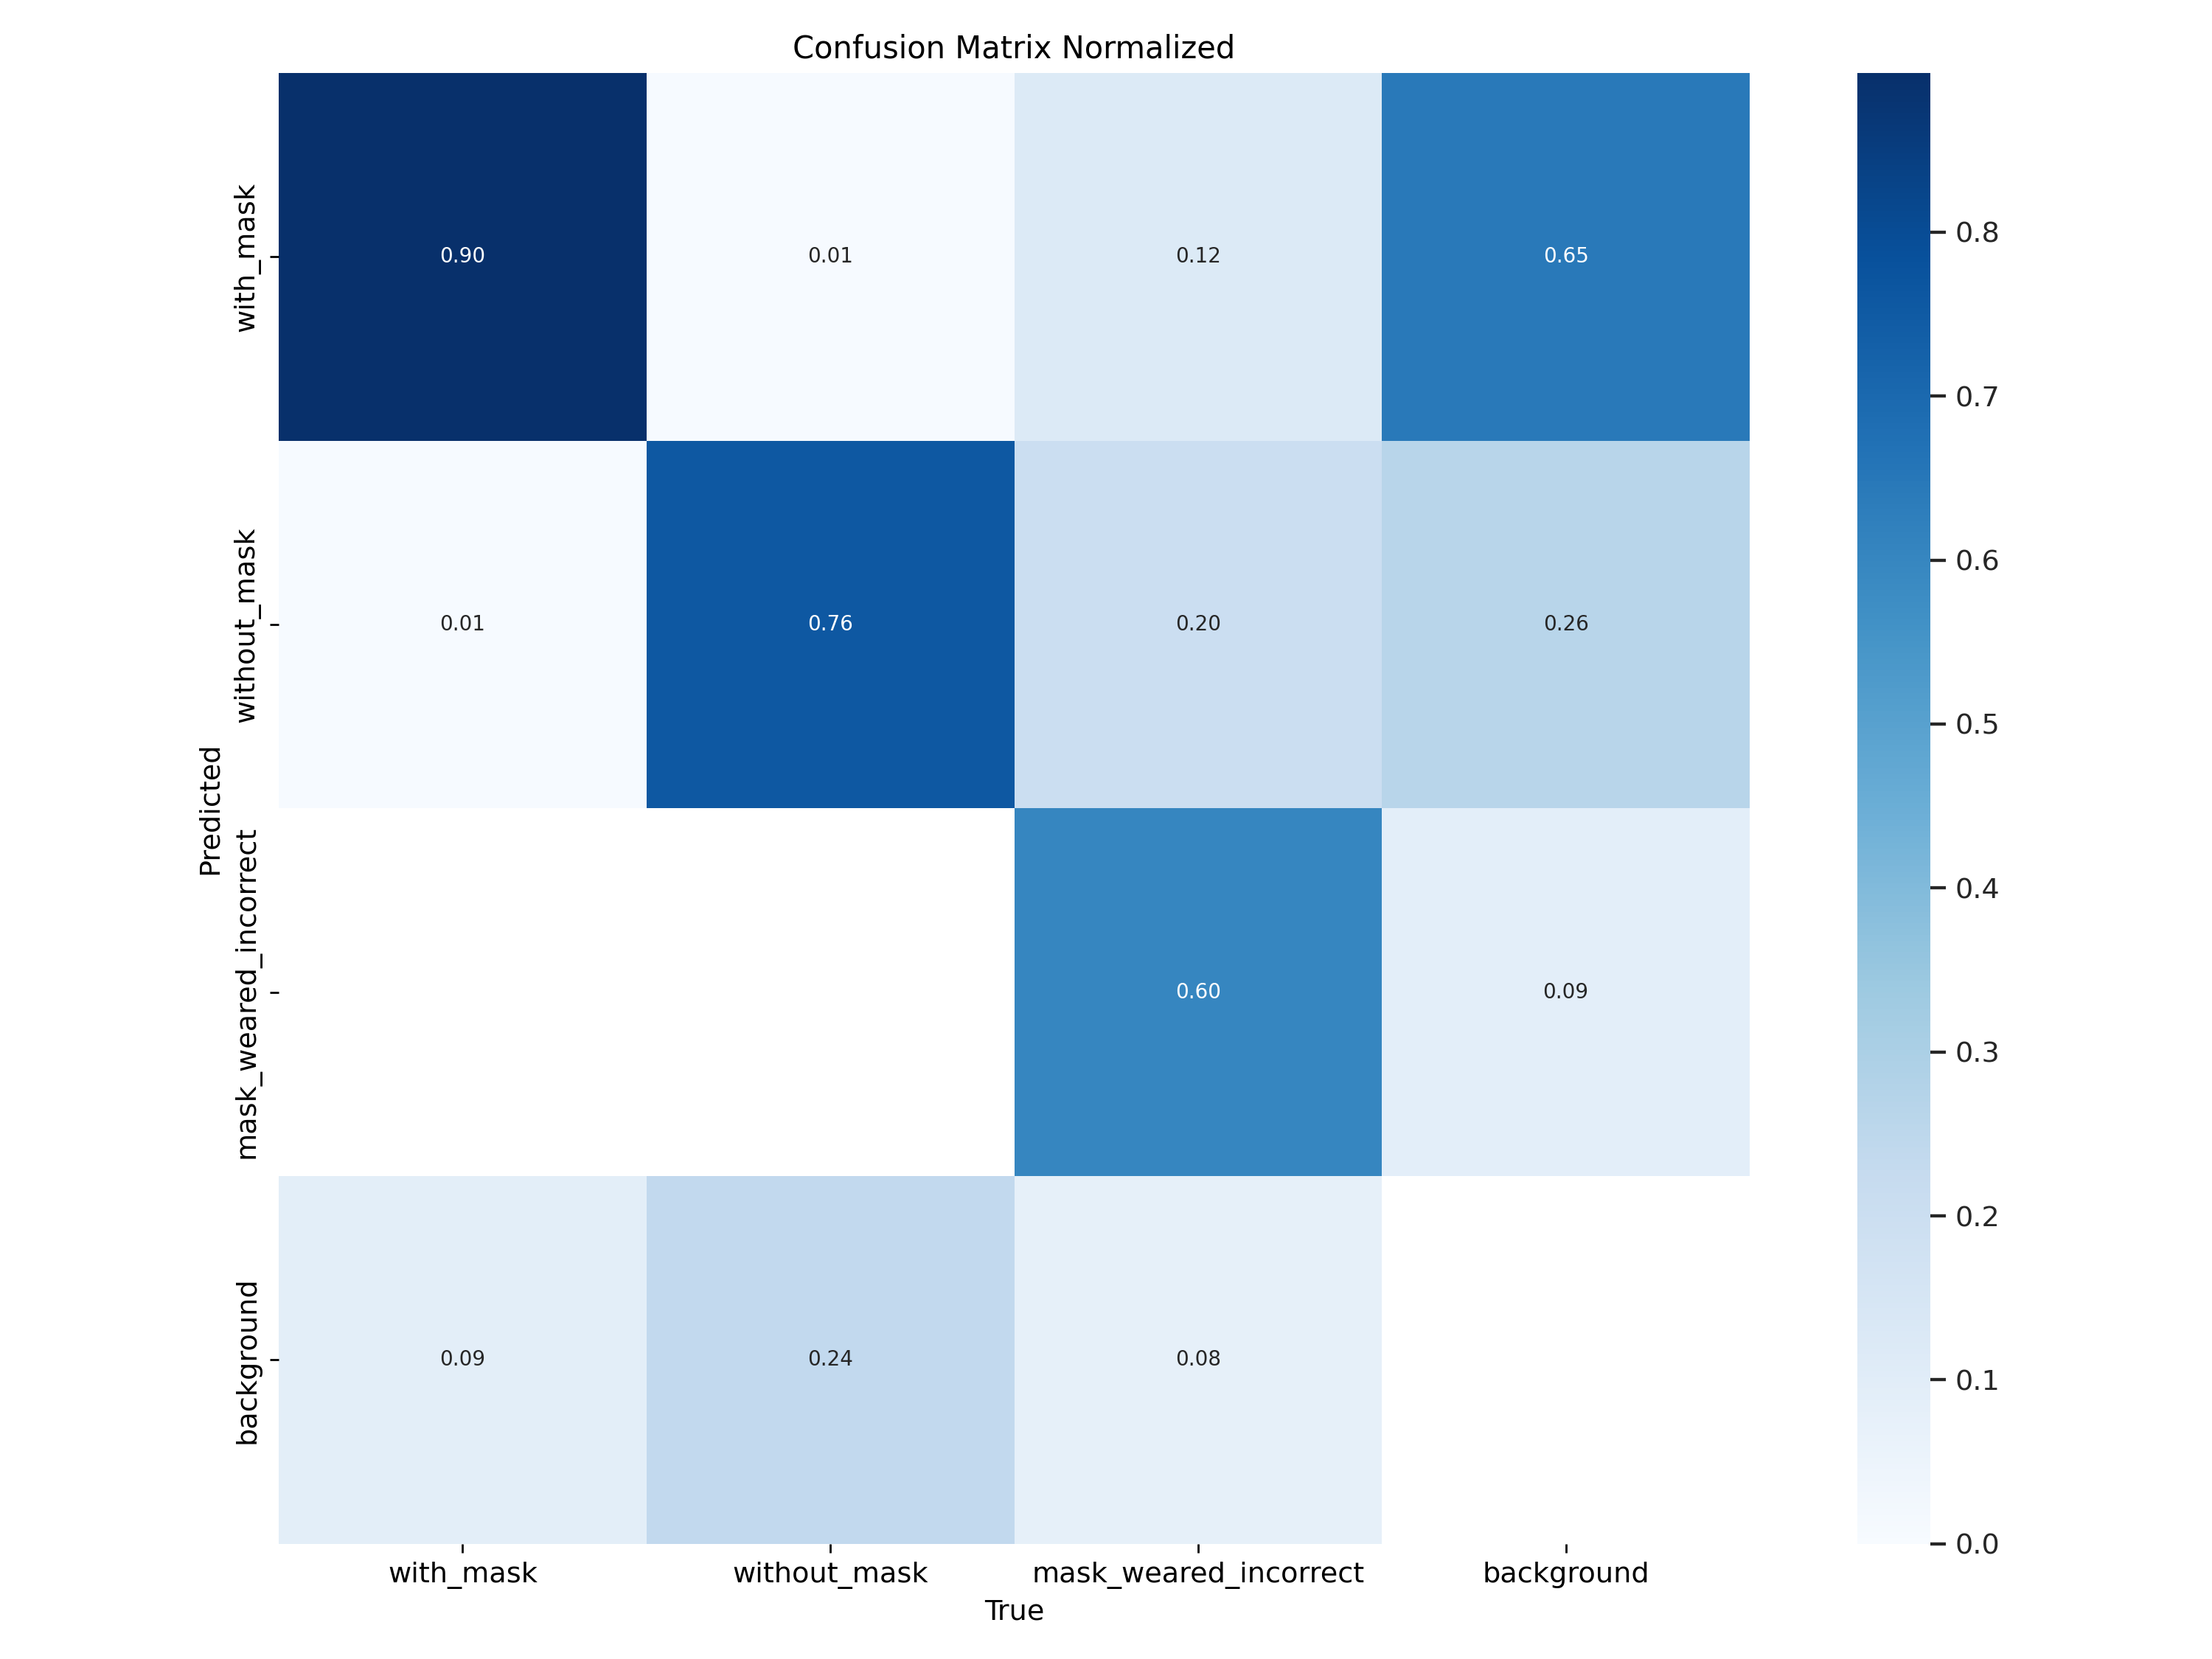 Confusion Matrix Normalized
with_mask
0.90
0.01
0.12
0.65
without_mask
0.01
0.76
0.20
0.26
Predicted
mask_weared_incorrect
0.60
0.09
background
0.09
0.24
0.08
with_mask
without_mask
mask_weared_incorrect
background
True
0.8
0.7
0.6
0.5
0.4
0.3
0.2
0.1
0.0